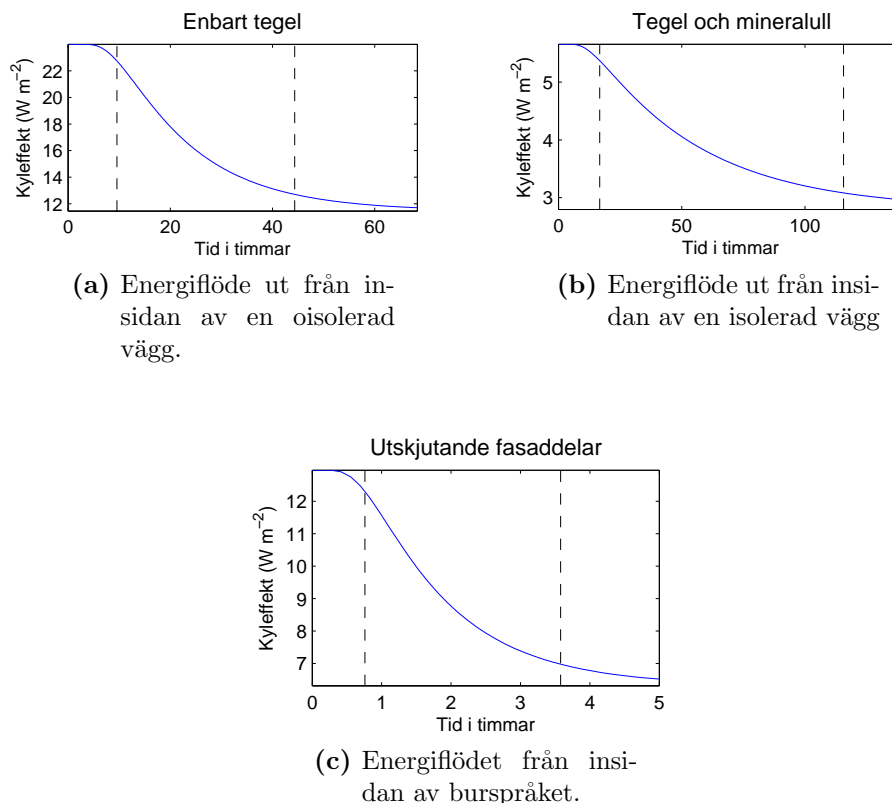 Enbart tegel
Kyleffekt (W m⁻²)
22
20
18
16
14
12
0 20 40 60
Tid i timmar
(a) Energiflöde ut från in-
sidan av en oisolerad
vägg.
Tegel och mineralull
Kyleffekt (W m⁻²)
5
4
3
0 50 100
Tid i timmar
(b) Energiflöde ut från insi-
dan av en isolerad vägg
Utskjutande fasaddelar
Kyleffekt (W m⁻²)
12
11
10
9
8
7
0 1 2 3 4 5
Tid i timmar
(c) Energiflödet från insi-
dan av burspråket.